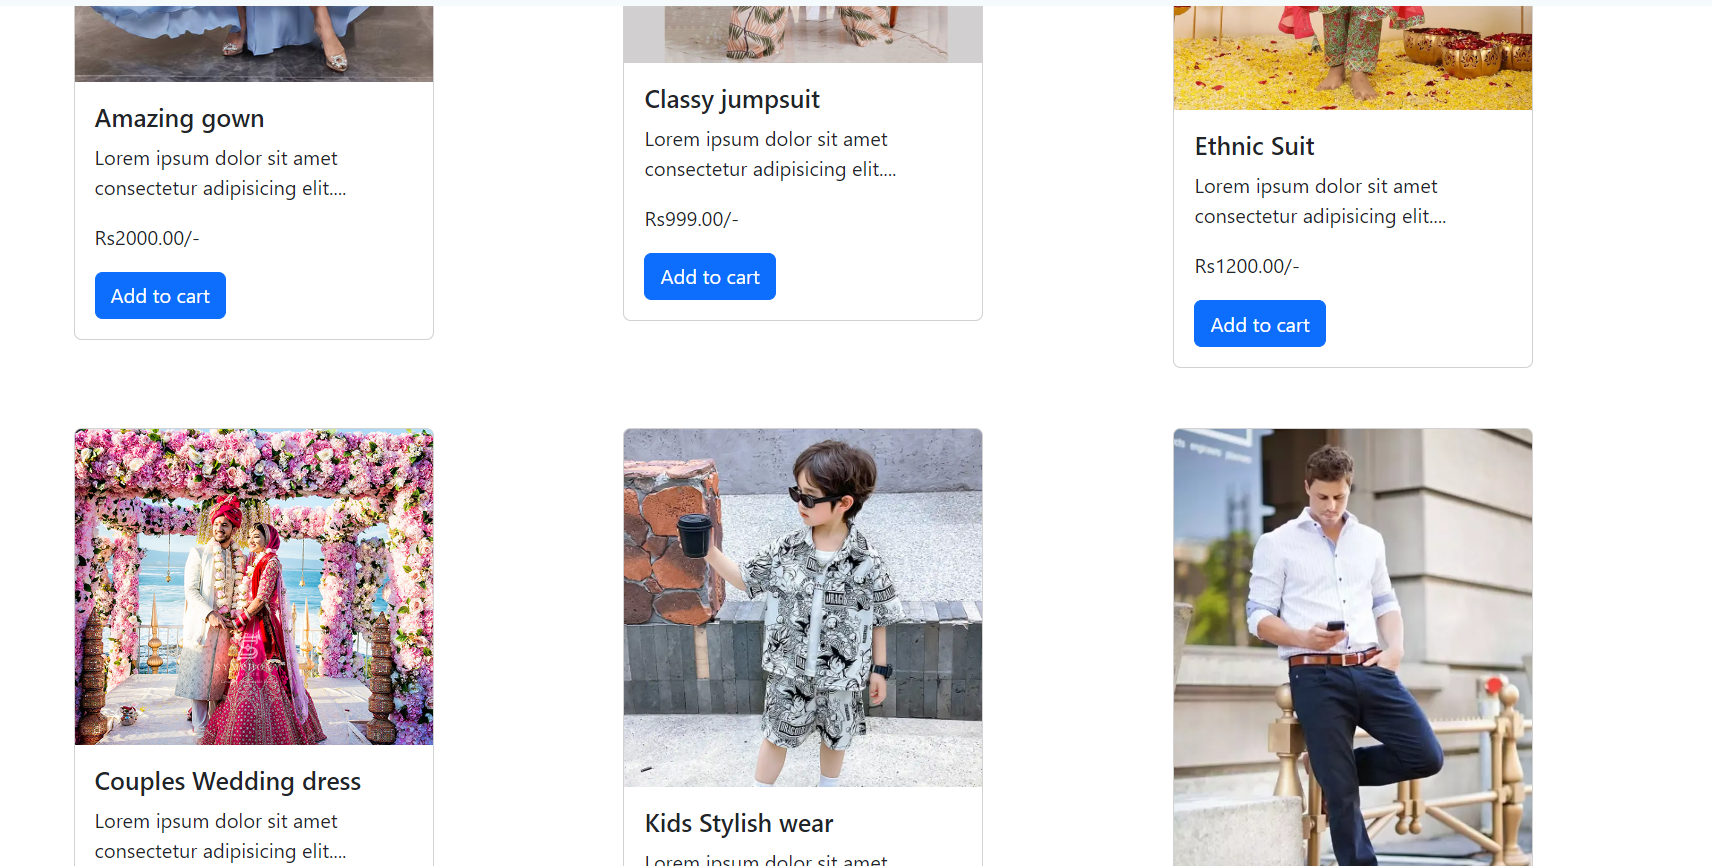 Amazing gown
Lorem ipsum dolor sit amet
consectetur adipisicing elit....
Rs2000.00/-
Add to cart
Classy jumpsuit
Lorem ipsum dolor sit amet
consectetur adipisicing elit....
Rs999.00/-
Add to cart
Ethnic Suit
Lorem ipsum dolor sit amet
consectetur adipisicing elit....
Rs1200.00/-
Add to cart
Couples Wedding dress
Lorem ipsum dolor sit amet
consectetur adipisicing elit....
Kids Stylish wear
Lorem ipsum dolor sit amet